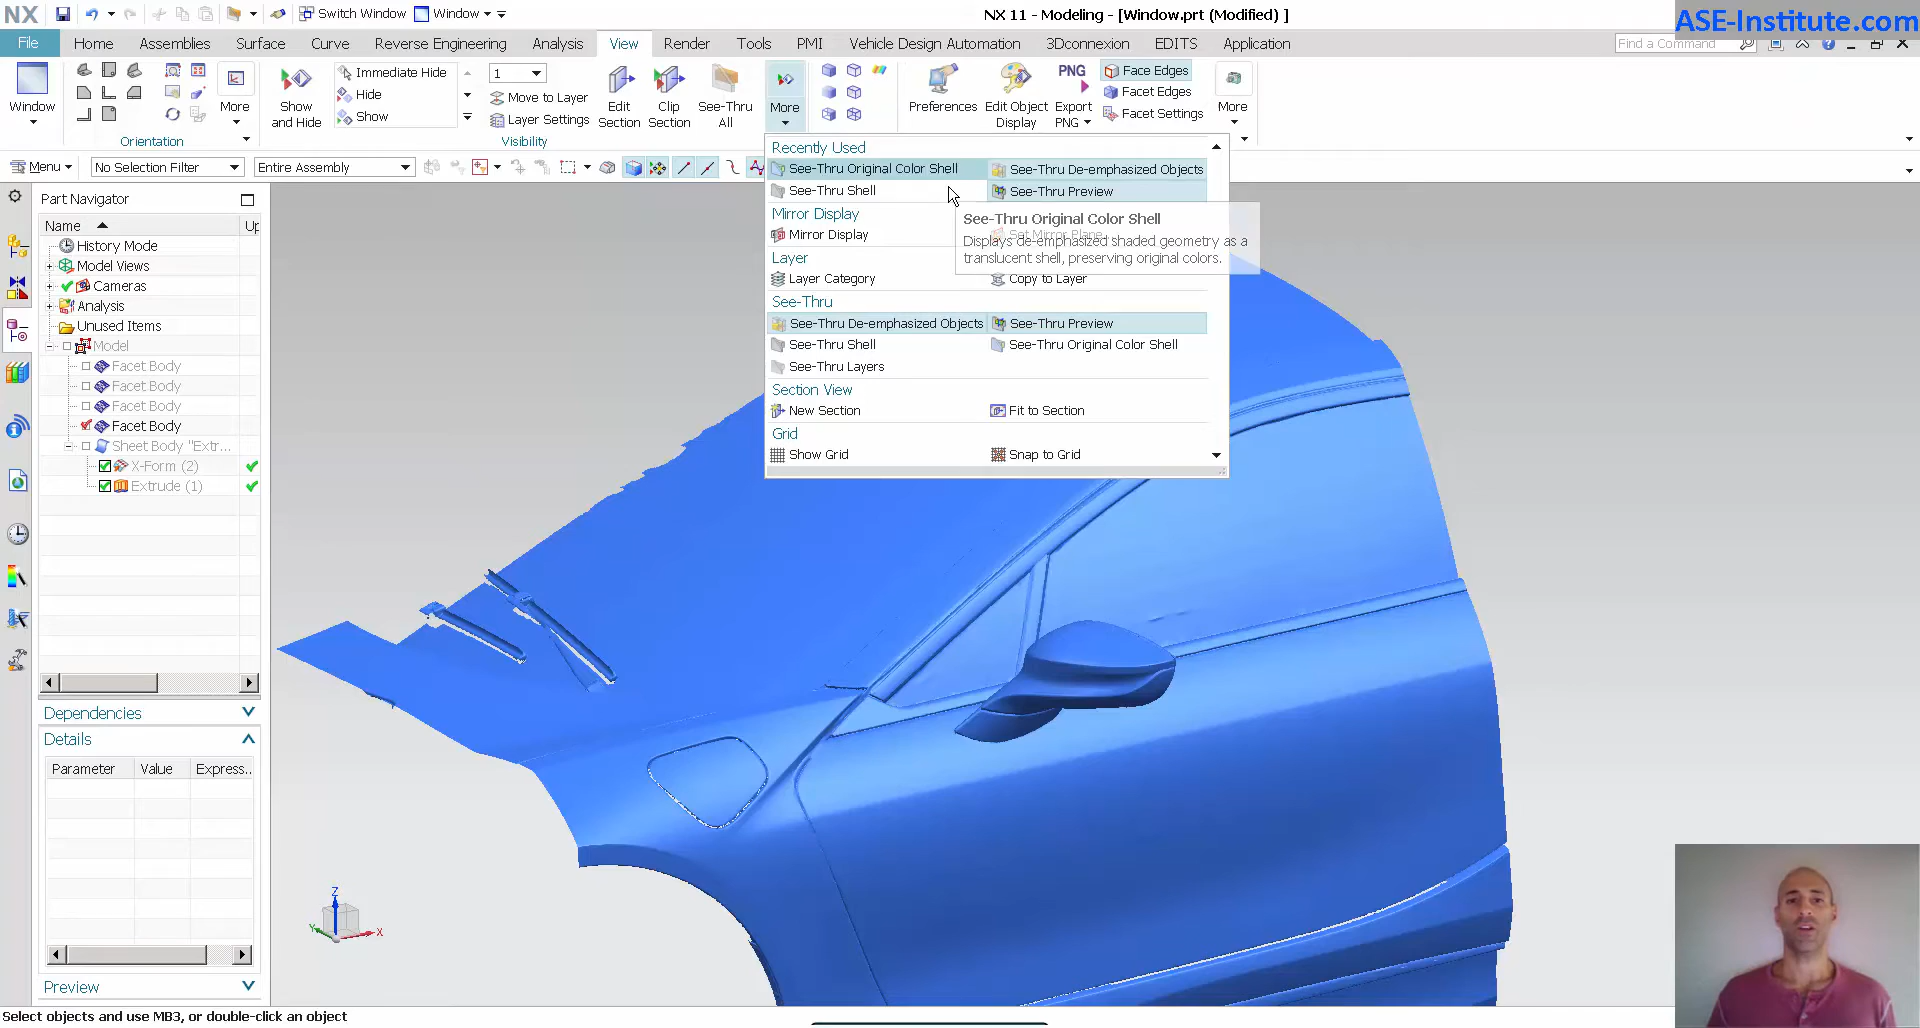 NX Switch Window Window NX 11 - Modeling - [Window.prt (Modified) ] ASE-Institute.com
File Home Assemblies Surface Curve Reverse Engineering Analysis View Render Tools PMI Vehicle Design Automation 3Dconnexion EDITS Application Find a Command
Window
More
Orientation
Show
and Hide
Immediate Hide
Hide
Show
1
Move to Layer
Layer Settings
Visibility
Edit
Section
Clip
Section
See-Thru
All
More
Preferences
Edit Object
Display
PNG
Export
PNG
Face Edges
Facet Edges
Facet Settings
More
Menu No Selection Filter Entire Assembly
Recently Used
See-Thru Original Color Shell See-Thru De-emphasized Objects
See-Thru Shell See-Thru Preview
Mirror Display
Mirror Display Set Mirror Plane
See-Thru Original Color Shell
Displays de-emphasized shaded geometry as a
translucent shell, preserving original colors.
Layer
Layer Category Copy to Layer
See-Thru
See-Thru De-emphasized Objects See-Thru Preview
See-Thru Shell See-Thru Original Color Shell
See-Thru Layers
Section View
New Section Fit to Section
Grid
Show Grid Snap to Grid
Part Navigator
Name Up
History Mode
Model Views
Cameras
Analysis
Unused Items
Model
Facet Body
Facet Body
Facet Body
Facet Body
Sheet Body "Extr...
X-Form (2)
Extrude (1)
Dependencies
Details
Parameter Value Express..
Preview
Z
Y X
Select objects and use MB3, or double-click an object